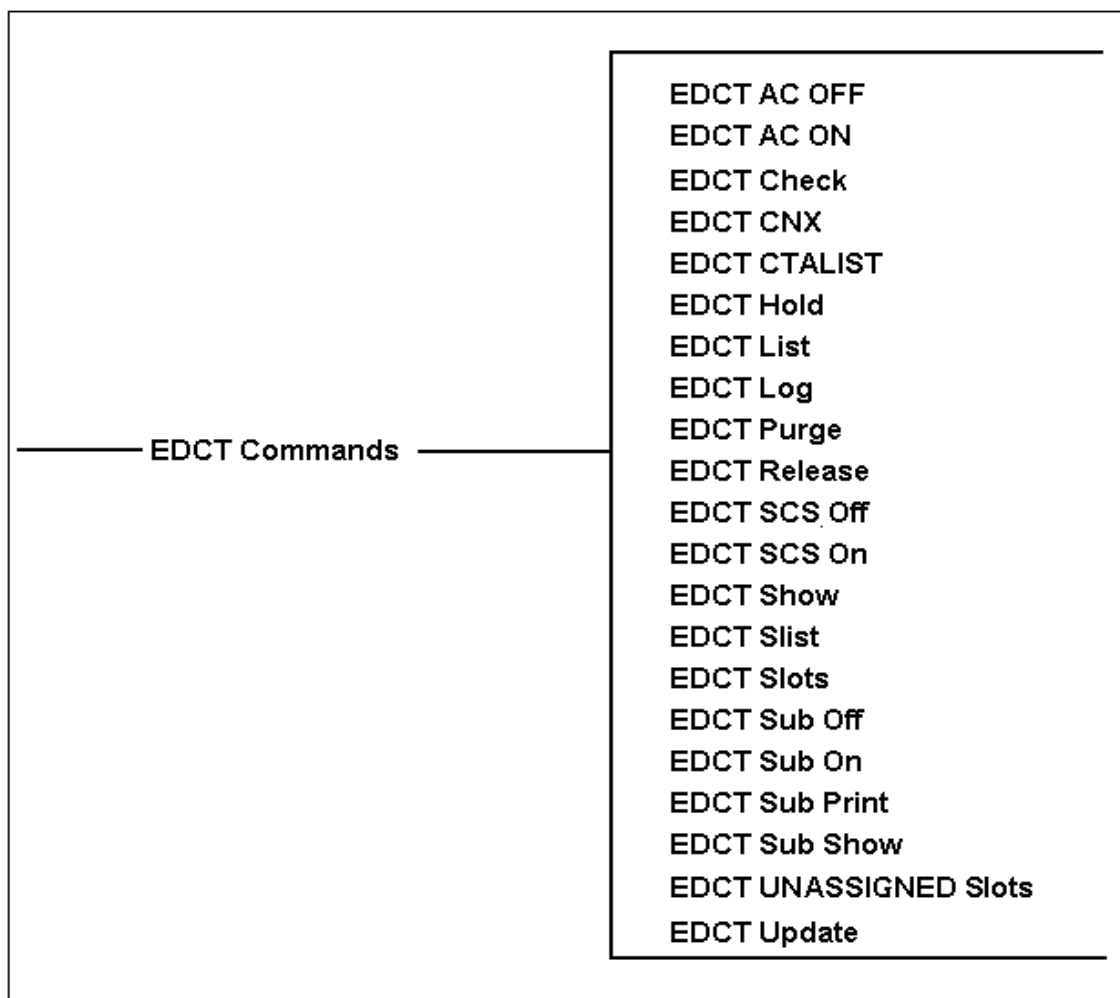 EDCT Commands
EDCT AC OFF
EDCT AC ON
EDCT Check
EDCT CNX
EDCT CTALIST
EDCT Hold
EDCT List
EDCT Log
EDCT Purge
EDCT Release
EDCT SCS Off
EDCT SCS On
EDCT Show
EDCT Slist
EDCT Slots
EDCT Sub Off
EDCT Sub On
EDCT Sub Print
EDCT Sub Show
EDCT UNASSIGNED Slots
EDCT Update